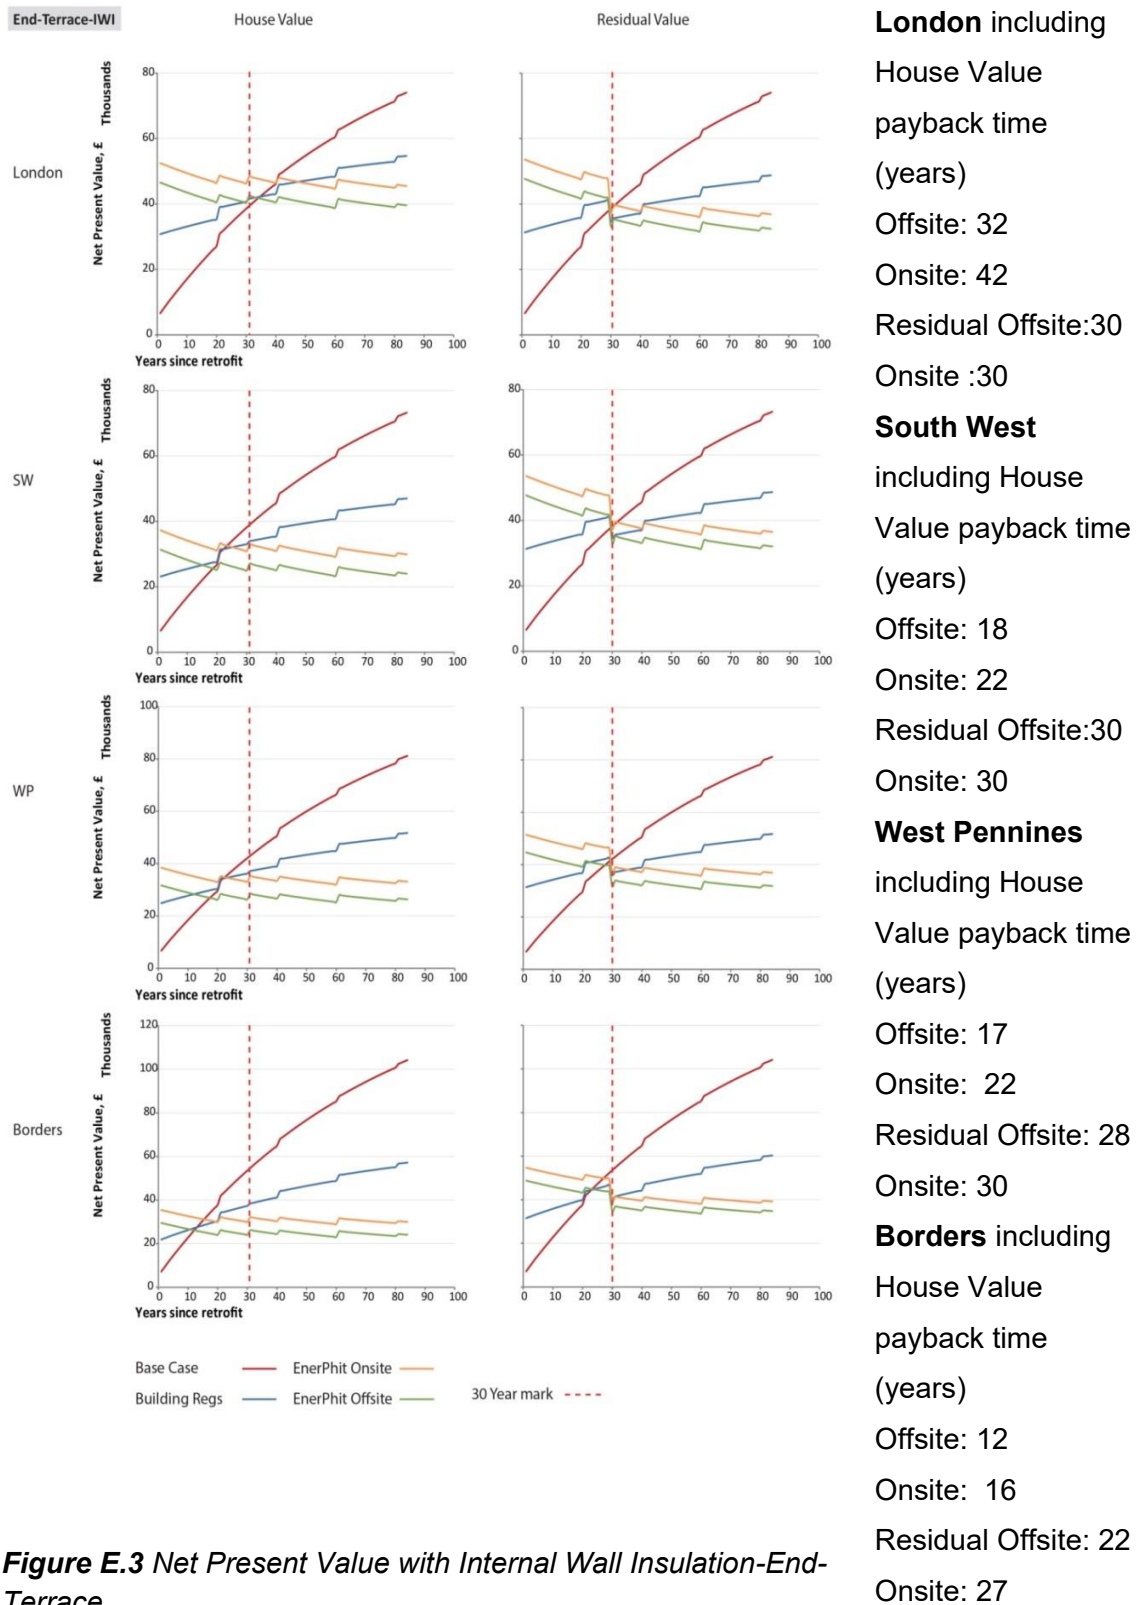 End-Terrace-IWI
House Value
Residual Value
London
Net Present Value, £ Thousands
80
60
40
20
0
0 10 20 30 40 50 60 70 80 90 100
0 10 20 30 40 50 60 70 80 90 100
Years since retrofit
SW
Net Present Value, £ Thousands
80
60
40
20
0
80
60
40
20
0
0 10 20 30 40 50 60 70 80 90 100
0 10 20 30 40 50 60 70 80 90 100
Years since retrofit
WP
Net Present Value, £ Thousands
100
80
60
40
20
0
0 10 20 30 40 50 60 70 80 90 100
0 10 20 30 40 50 60 70 80 90 100
Years since retrofit
Borders
Net Present Value, £ Thousands
120
100
80
60
40
20
0
0 10 20 30 40 50 60 70 80 90 100
0 10 20 30 40 50 60 70 80 90 100
Years since retrofit
Base Case
EnerPhit Onsite
Building Regs
EnerPhit Offsite
30 Year mark
Figure E.3 Net Present Value with Internal Wall Insulation-End-
Terrace
London including
House Value
payback time
(years)
Offsite: 32
Onsite: 42
Residual Offsite:30
Onsite :30
South West
including House
Value payback time
(years)
Offsite: 18
Onsite: 22
Residual Offsite:30
Onsite: 30
West Pennines
including House
Value payback time
(years)
Offsite: 17
Onsite:  22
Residual Offsite: 28
Onsite: 30
Borders including
House Value
payback time
(years)
Offsite: 12
Onsite:  16
Residual Offsite: 22
Onsite: 27